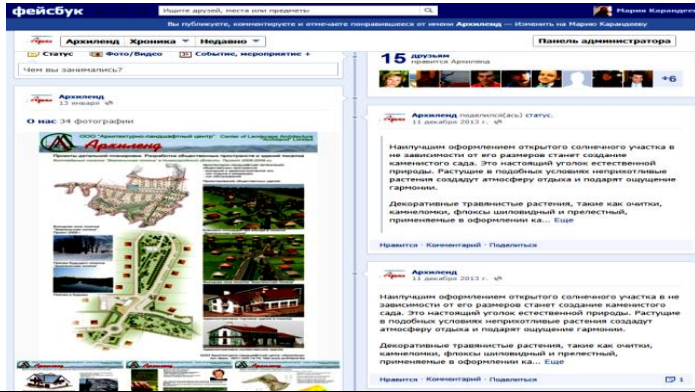 фейсбук
Ищите друзей, места или предметы
Мария Карандеева
Вы публикуете, комментируете и отмечаете понравившееся от имени Архиленд — Изменить на Марию Карандееву
Архиленд Хроника Недавно
Панель администратора
Статус Фото/Видео Событие, мероприятие +
Чем вы занимались?
Архиленд
13 января
О нас 34 фотографии
ООО "Архитектурно-ландшафтный центр"
Архиленд
15 друзьям
нравится Архиленд
+6
Архиленд поделился(ась) статус.
11 декабря 2013 г.
Наилучшим оформлением открытого солнечного участка в
не зависимости от его размеров станет создание
каменистого сада. Это настоящий уголок естественной
природы. Растущие в подобных условиях неприхотливые
растения создадут атмосферу отдыха и подарят ощущение
гармонии.
Декоративные травянистые растения, такие как очитки,
камнеломки, флоксы шиловидный и прелестный,
применяемые в оформлении ка... Еще
Нравится · Комментарий · Поделиться
Архиленд
11 декабря 2013 г.
Наилучшим оформлением открытого солнечного участка в не
зависимости от его размеров станет создание каменистого
сада. Это настоящий уголок естественной природы. Растущие
в подобных условиях неприхотливые растения создадут
атмосферу отдыха и подарят ощущение гармонии.
Декоративные травянистые растения, такие как очитки,
камнеломки, флоксы шиловидный и прелестный,
применяемые в оформлении ка... Еще
Нравится · Комментарий · Поделиться
1